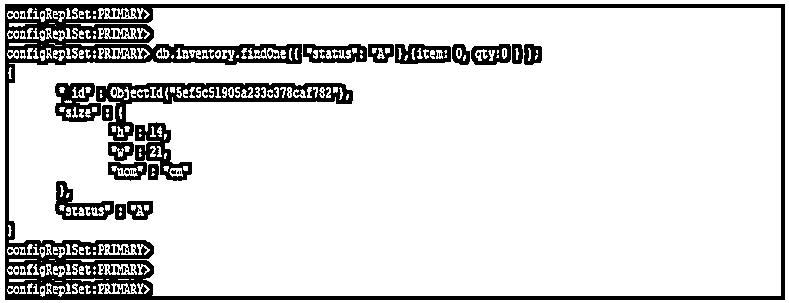 configReplSet:PRIMARY>
configReplSet:PRIMARY>
configReplSet:PRIMARY> db.inventory.findOne({ "status": "A" },{item: 0, qty:0 } );
{
"_id" : ObjectId("5ef5c51905a233c378caf782"),
"size" : {
"h" : 14,
"w" : 21,
"uom" : "cm"
},
"status" : "A"
}
configReplSet:PRIMARY>
configReplSet:PRIMARY>
configReplSet:PRIMARY>